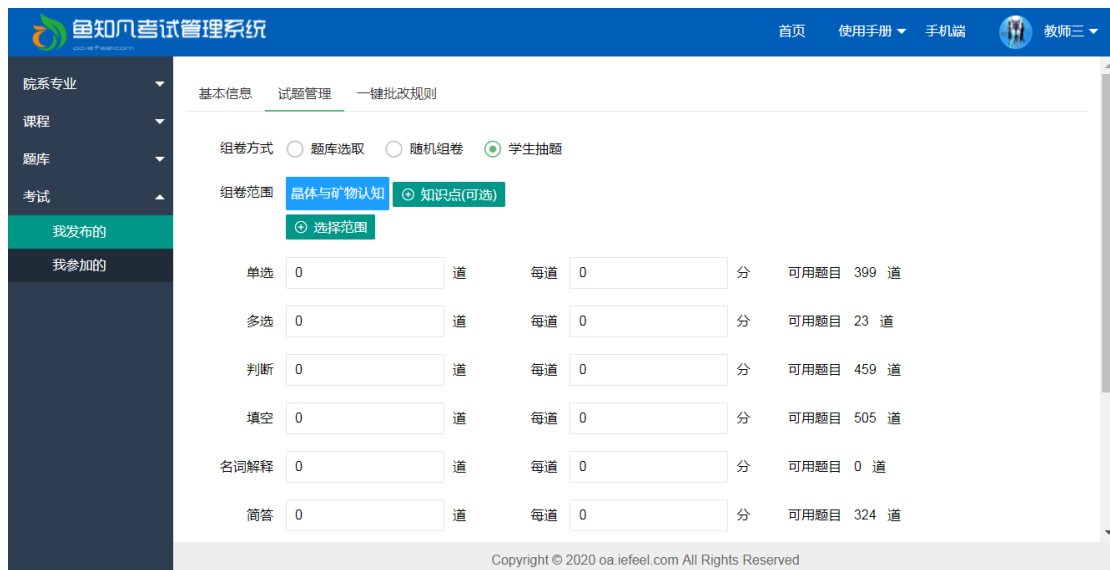 鱼知凡考试管理系统
oa.iefeel.com
首页 使用手册 手机端 教师三
院系专业
课程
题库
考试
我发布的
我参加的
基本信息 试题管理 一键批改规则
组卷方式 题库选取 随机组卷 学生抽题
组卷范围 晶体与矿物认知 知识点(可选)
选择范围
单选 0 道 每道 0 分 可用题目 399 道
多选 0 道 每道 0 分 可用题目 23 道
判断 0 道 每道 0 分 可用题目 459 道
填空 0 道 每道 0 分 可用题目 505 道
名词解释 0 道 每道 0 分 可用题目 0 道
简答 0 道 每道 0 分 可用题目 324 道
Copyright © 2020 oa.iefeel.com All Rights Reserved